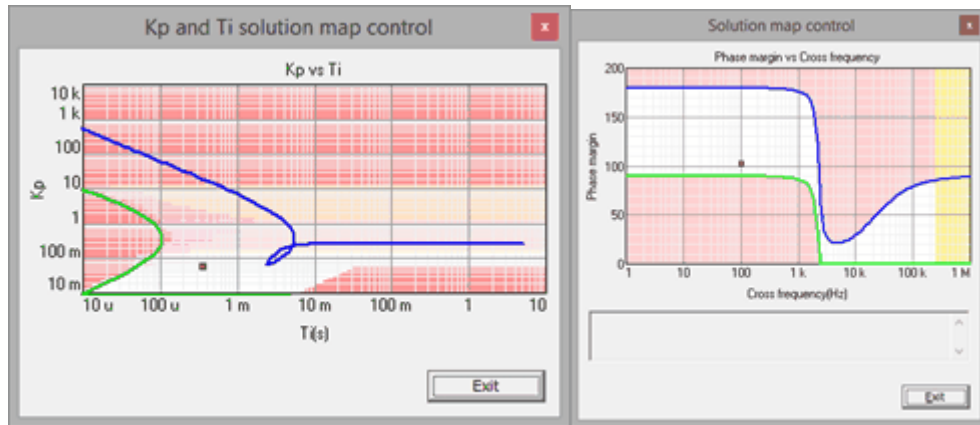 Kp and Ti solution map control
x
Kp vs Ti
10 k
1 k
100
10
1
100 m
10 m
Kp
10 u 100 u 1 m 10 m 100 m 1 10
Ti(s)
Exit
Solution map control
x
Phase margin vs Cross frequency
200
150
100
50
0
Phase margin
1 10 100 1 k 10 k 100 k 1 M
Cross frequency(Hz)
Exit